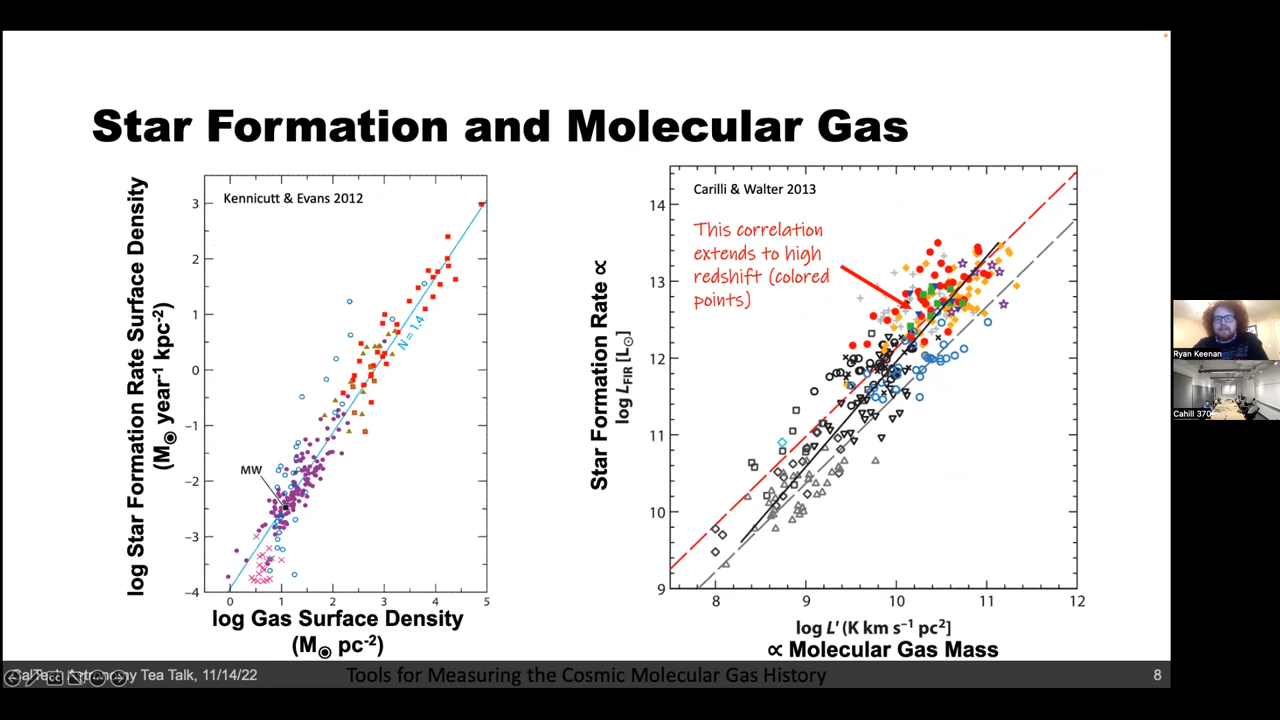 Star Formation and Molecular Gas
log Star Formation Rate Surface Density
(M☉ year-1 kpc-2)
Kennicutt & Evans 2012
3
2
1
0
−1
−2
−3
−4
MW
N = 1.4
0
1
2
3
4
5
log Gas Surface Density
(M☉ pc-2)
Star Formation Rate ∝
log LFIR [L☉]
Carilli & Walter 2013
This correlation
extends to high
redshift (colored
points)
14
13
12
11
10
9
8
9
10
11
12
log L′ (K km s−1 pc2)
∝ Molecular Gas Mass
Ryan Keenan
Cahill 370
Tea Talk, 11/14/22
Tools for Measuring the Cosmic Molecular Gas History
8